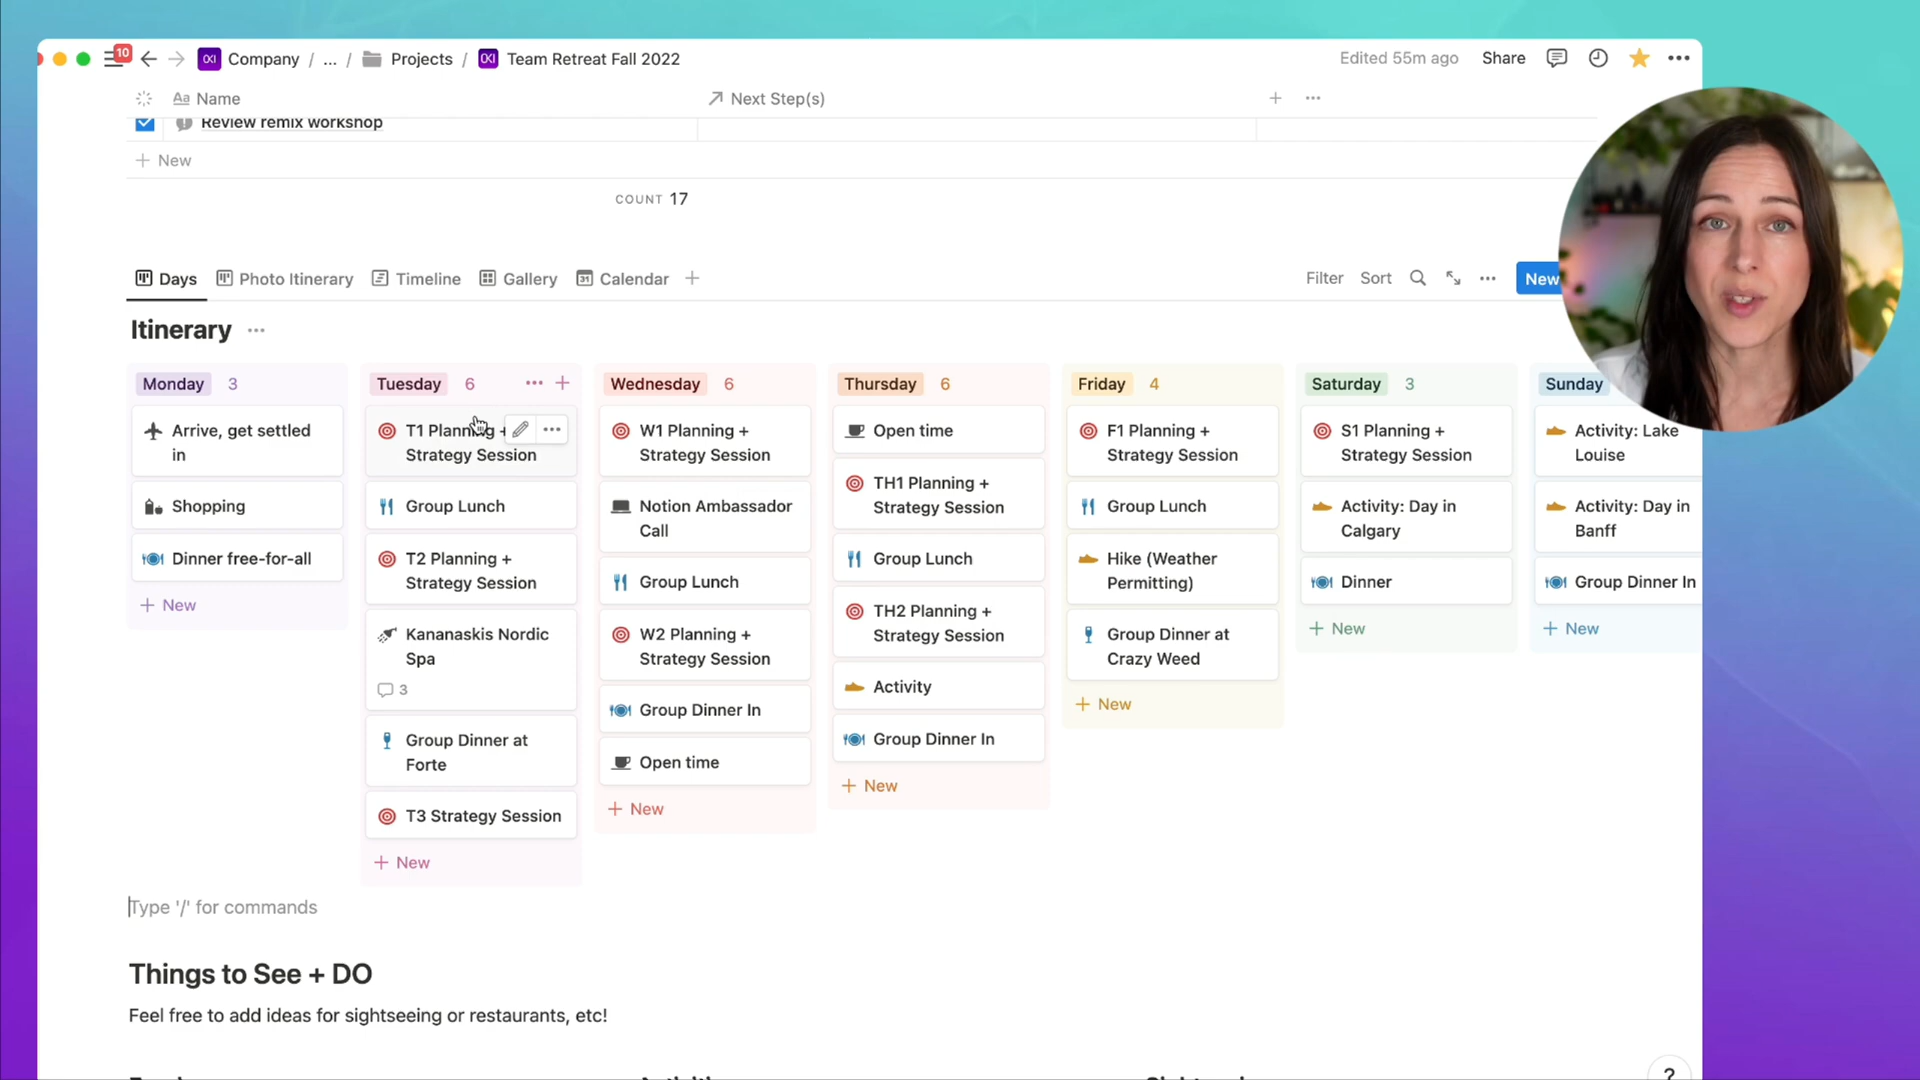 10
Company / ... / Projects / Team Retreat Fall 2022
Edited 55m ago Share
Aa Name
Next Step(s)
Review remix workshop
+ New
COUNT 17
Days
Photo Itinerary
Timeline
Gallery
Calendar
Filter Sort
New
Itinerary
Monday 3
Arrive, get settled
in
Shopping
Dinner free-for-all
+ New
Tuesday 6
T1 Planning +
Strategy Session
Group Lunch
T2 Planning +
Strategy Session
Kananaskis Nordic
Spa
3
Group Dinner at
Forte
T3 Strategy Session
+ New
Wednesday 6
W1 Planning +
Strategy Session
Notion Ambassador
Call
Group Lunch
W2 Planning +
Strategy Session
Group Dinner In
Open time
+ New
Thursday 6
Open time
TH1 Planning +
Strategy Session
Group Lunch
TH2 Planning +
Strategy Session
Activity
Group Dinner In
+ New
Friday 4
F1 Planning +
Strategy Session
Group Lunch
Hike (Weather
Permitting)
Group Dinner at
Crazy Weed
+ New
Saturday 3
S1 Planning +
Strategy Session
Activity: Day in
Calgary
Dinner
+ New
Sunday
Activity: Lake
Louise
Activity: Day in
Banff
Group Dinner In
+ New
Type '/' for commands
Things to See + DO
Feel free to add ideas for sightseeing or restaurants, etc!
?